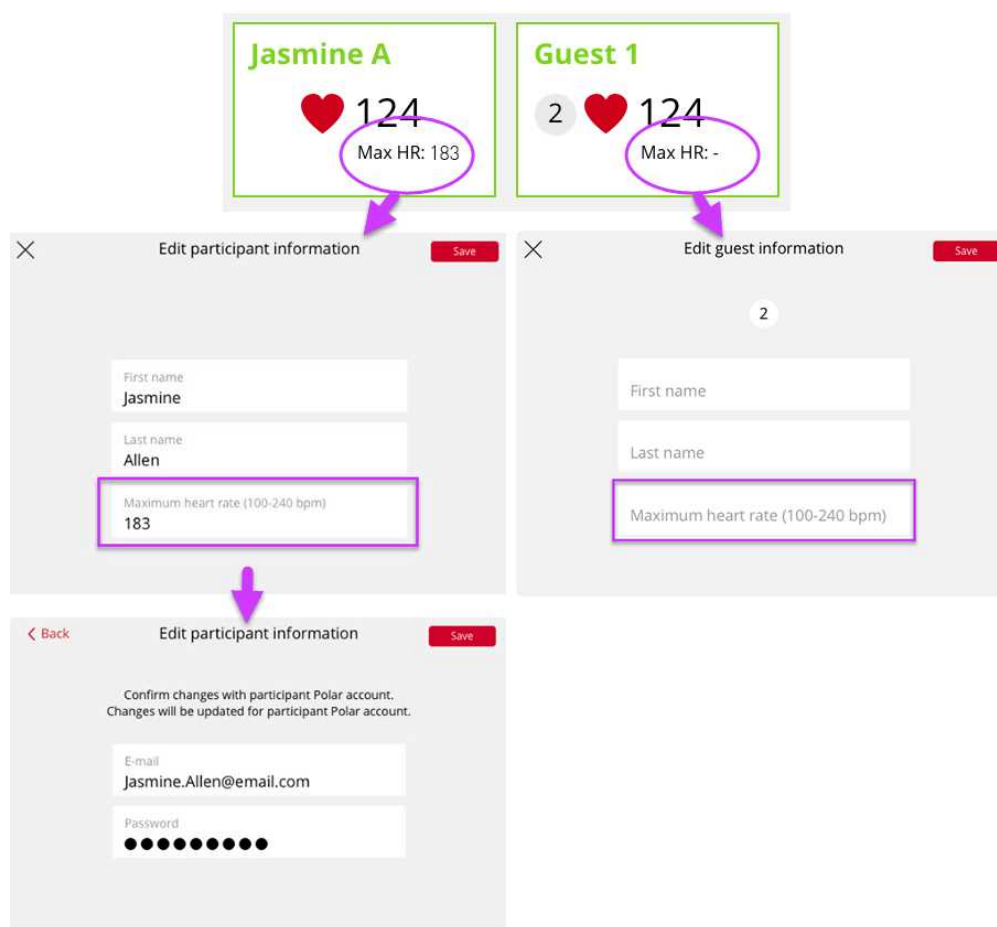 Jasmine A
124
Max HR: 183
Guest 1
2
124
Max HR: -
Edit participant information
Save
First name
Jasmine
Last name
Allen
Maximum heart rate (100-240 bpm)
183
Edit guest information
Save
2
First name
Last name
Maximum heart rate (100-240 bpm)
Back
Edit participant information
Save
Confirm changes with participant Polar account.
Changes will be updated for participant Polar account.
E-mail
Jasmine.Allen@email.com
Password
●●●●●●●●●